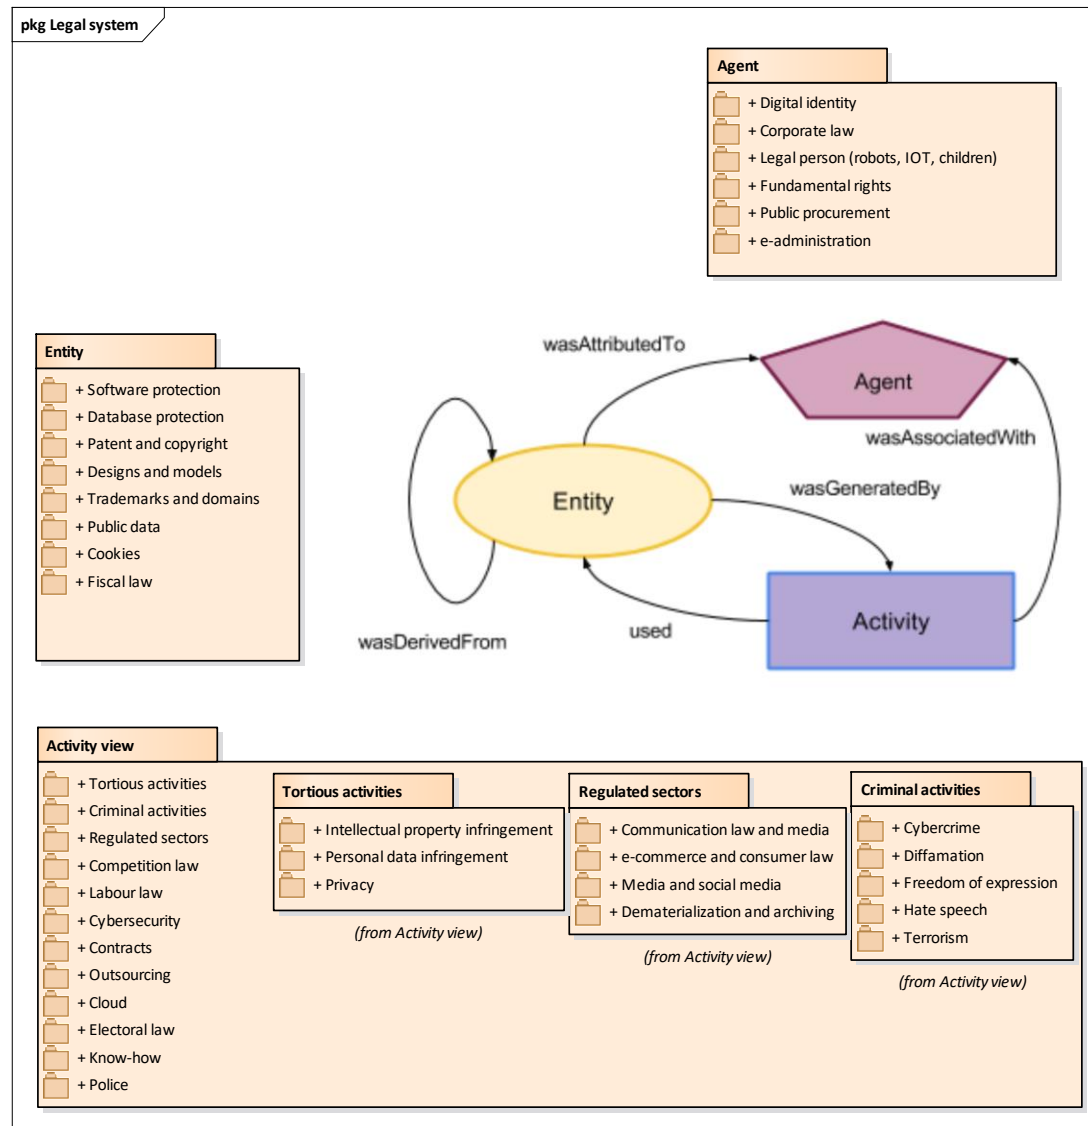 pkg Legal system
Agent
+ Digital identity
+ Corporate law
+ Legal person (robots, IOT, children)
+ Fundamental rights
+ Public procurement
+ e-administration
Entity
+ Software protection
+ Database protection
+ Patent and copyright
+ Designs and models
+ Trademarks and domains
+ Public data
+ Cookies
+ Fiscal law
wasAttributedTo
Agent
wasAssociatedWith
Entity
wasGeneratedBy
Activity
used
wasDerivedFrom
Activity view
+ Tortious activities
+ Criminal activities
+ Regulated sectors
+ Competition law
+ Labour law
+ Cybersecurity
+ Contracts
+ Outsourcing
+ Cloud
+ Electoral law
+ Know-how
+ Police
Tortious activities
+ Intellectual property infringement
+ Personal data infringement
+ Privacy
(from Activity view)
Regulated sectors
+ Communication law and media
+ e-commerce and consumer law
+ Media and social media
+ Dematerialization and archiving
(from Activity view)
Criminal activities
+ Cybercrime
+ Diffamation
+ Freedom of expression
+ Hate speech
+ Terrorism
(from Activity view)